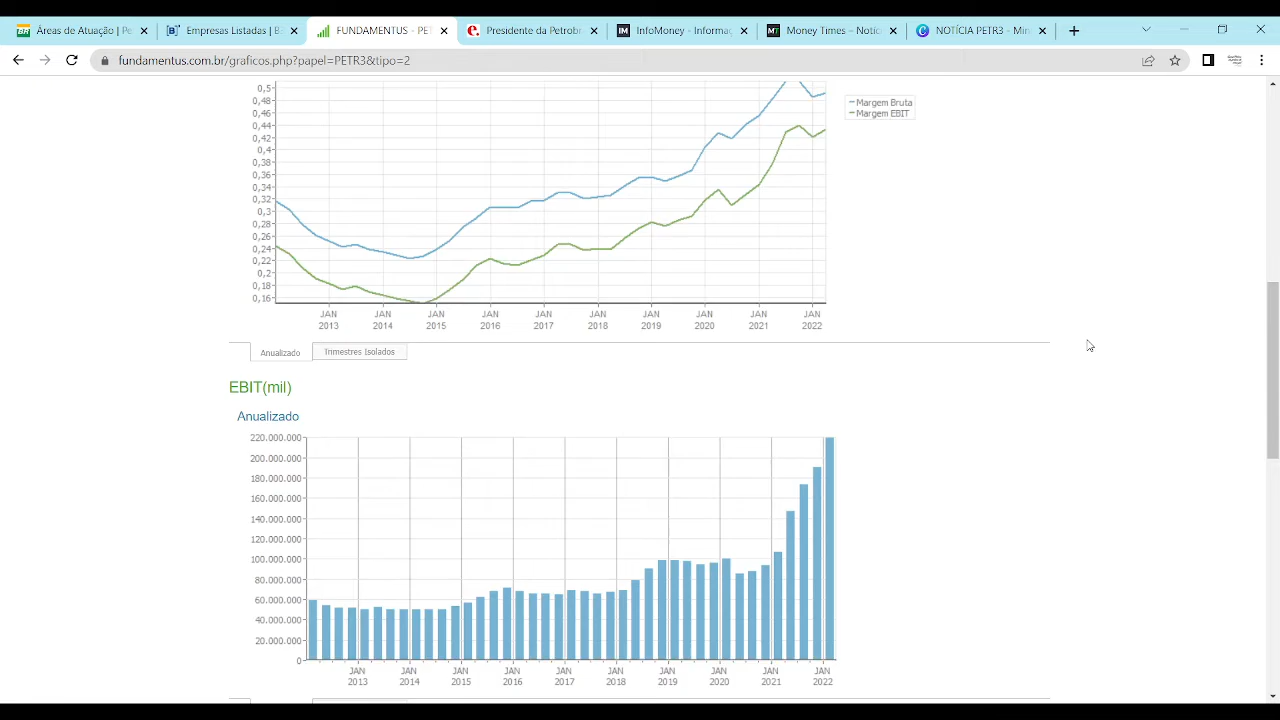 Áreas de Atuação | Pe
Empresas Listadas | B3
FUNDAMENTUS - PE
Presidente da Petrobr
InfoMoney - Informaç
Money Times – Notíc
NOTÍCIA PETR3 - Min
fundamentus.com.br/graficos.php?papel=PETR3&tipo=2
0,5
0,48
0,46
0,44
0,42
0,4
0,38
0,36
0,34
0,32
0,3
0,28
0,26
0,24
0,22
0,2
0,18
0,16
Margem Bruta
Margem EBIT
JAN JAN JAN JAN JAN JAN JAN JAN JAN JAN
2013 2014 2015 2016 2017 2018 2019 2020 2021 2022
Anualizado Trimestres Isolados
EBIT(mil)
Anualizado
220.000.000
200.000.000
180.000.000
160.000.000
140.000.000
120.000.000
100.000.000
80.000.000
60.000.000
40.000.000
20.000.000
0
JAN JAN JAN JAN JAN JAN JAN JAN JAN JAN
2013 2014 2015 2016 2017 2018 2019 2020 2021 2022